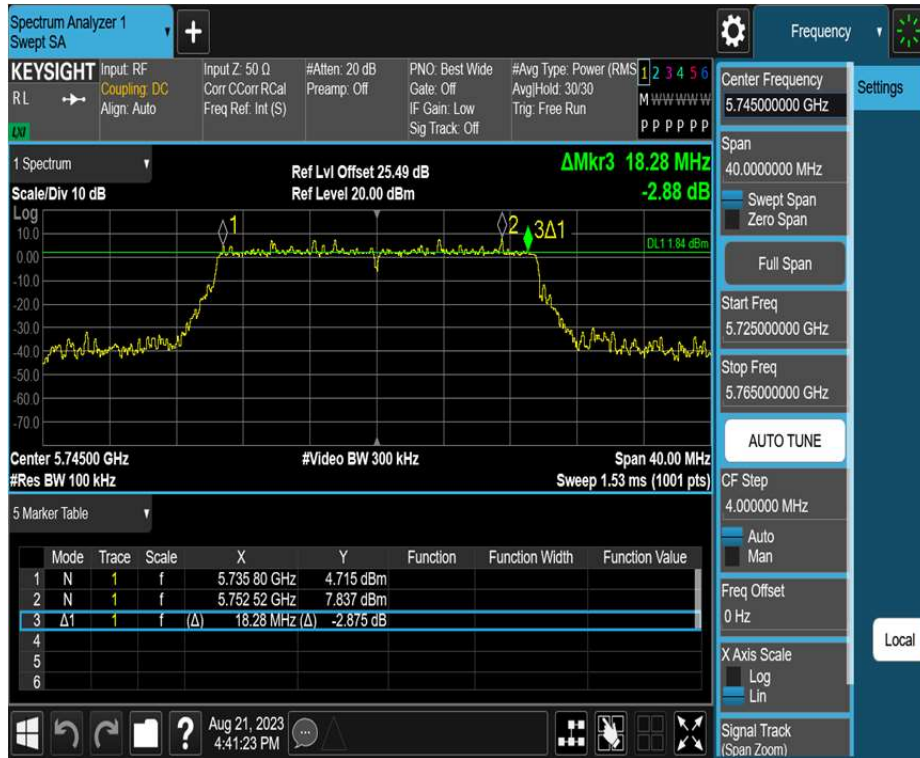 Spectrum Analyzer 1
Swept SA
+
Frequency
KEYSIGHT
RL
LXI
Input: RF
Coupling: DC
Align: Auto
Input Z: 50 Ω
Corr CCorr RCal
Freq Ref: Int (S)
#Atten: 20 dB
Preamp: Off
PNO: Best Wide
Gate: Off
IF Gain: Low
Sig Track: Off
#Avg Type: Power (RMS
Avg|Hold: 30/30
Trig: Free Run
1 2 3 4 5 6
M W W W W W
P P P P P P
1 Spectrum
Scale/Div 10 dB
Ref Lvl Offset 25.49 dB
Ref Level 20.00 dBm
ΔMkr3 18.28 MHz
-2.88 dB
Log
10.0
0.00
-10.0
-20.0
-30.0
-40.0
-50.0
-60.0
-70.0
1
2
3Δ1
DL1 1.84 dBm
Center 5.74500 GHz
#Res BW 100 kHz
#Video BW 300 kHz
Span 40.00 MHz
Sweep 1.53 ms (1001 pts)
5 Marker Table
Mode Trace Scale X Y Function Function Width Function Value
1 N 1 f 5.735 80 GHz 4.715 dBm
2 N 1 f 5.752 52 GHz 7.837 dBm
3 Δ1 1 f (Δ) 18.28 MHz (Δ) -2.875 dB
4
5
6
?
Aug 21, 2023
4:41:23 PM
Center Frequency
5.745000000 GHz
Span
40.0000000 MHz
Swept Span
Zero Span
Full Span
Start Freq
5.725000000 GHz
Stop Freq
5.765000000 GHz
AUTO TUNE
CF Step
4.000000 MHz
Auto
Man
Freq Offset
0 Hz
X Axis Scale
Log
Lin
Signal Track
(Span Zoom)
Settings
Local